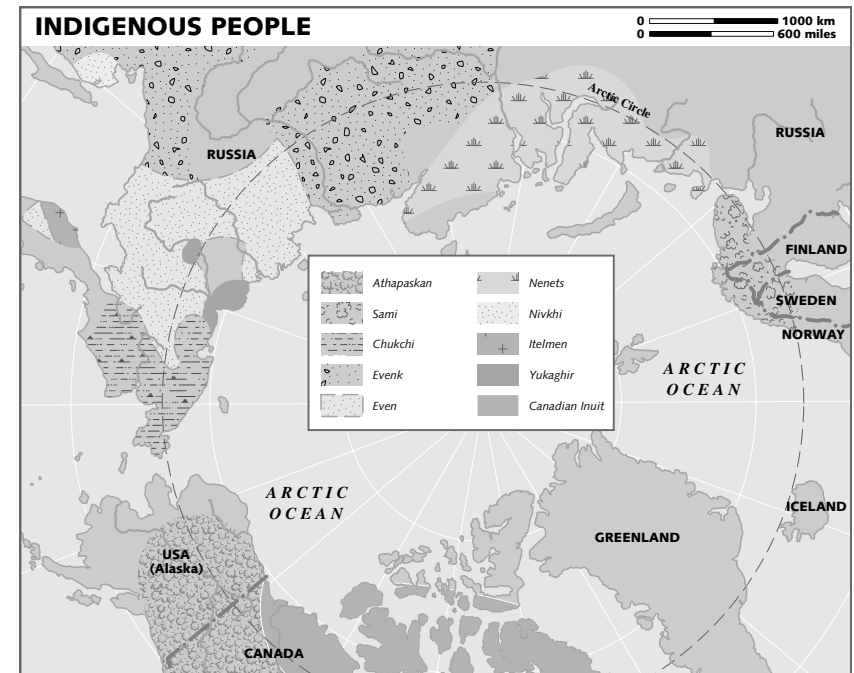 INDIGENOUS PEOPLE
0 1000 km
0 600 miles
Arctic Circle
RUSSIA
RUSSIA
FINLAND
SWEDEN
NORWAY
Athapaskan
Sami
Chukchi
Evenk
Even
Nenets
Nivkhi
Itelmen
Yukaghir
Canadian Inuit
ARCTIC
OCEAN
ARCTIC
OCEAN
ICELAND
GREENLAND
USA
(Alaska)
CANADA